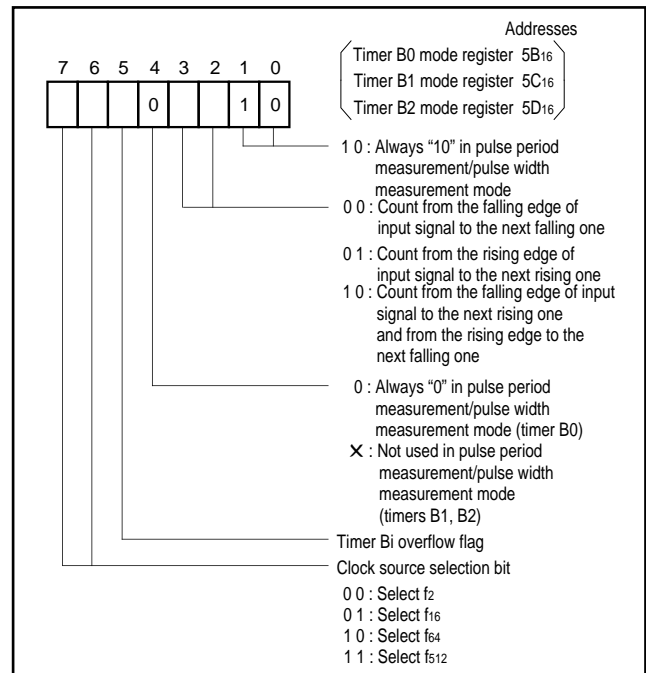 Addresses
Timer B0 mode register 5B16
Timer B1 mode register 5C16
Timer B2 mode register 5D16
7 6 5 4 3 2 1 0
0 1 0
1 0 : Always “10” in pulse period
measurement/pulse width
measurement mode
0 0 : Count from the falling edge of
input signal to the next falling one
0 1 : Count from the rising edge of
input signal to the next rising one
1 0 : Count from the falling edge of input
signal to the next rising one
and from the rising edge to the
next falling one
0 : Always “0” in pulse period
measurement/pulse width
measurement mode (timer B0)
✕ : Not used in pulse period
measurement/pulse width
measurement mode
(timers B1, B2)
Timer Bi overflow flag
Clock source selection bit
0 0 : Select f2
0 1 : Select f16
1 0 : Select f64
1 1 : Select f512